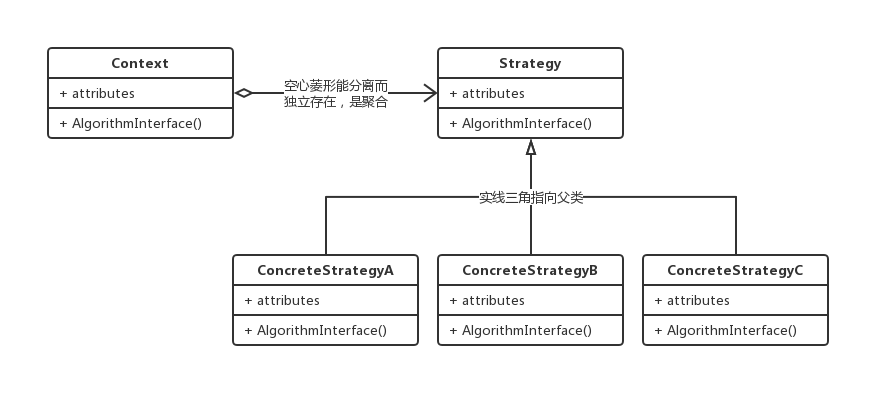 Context
+ attributes
+ AlgorithmInterface()
空心菱形能分离而
独立存在，是聚合
Strategy
+ attributes
+ AlgorithmInterface()
实线三角指向父类
ConcreteStrategyA
+ attributes
+ AlgorithmInterface()
ConcreteStrategyB
+ attributes
+ AlgorithmInterface()
ConcreteStrategyC
+ attributes
+ AlgorithmInterface()